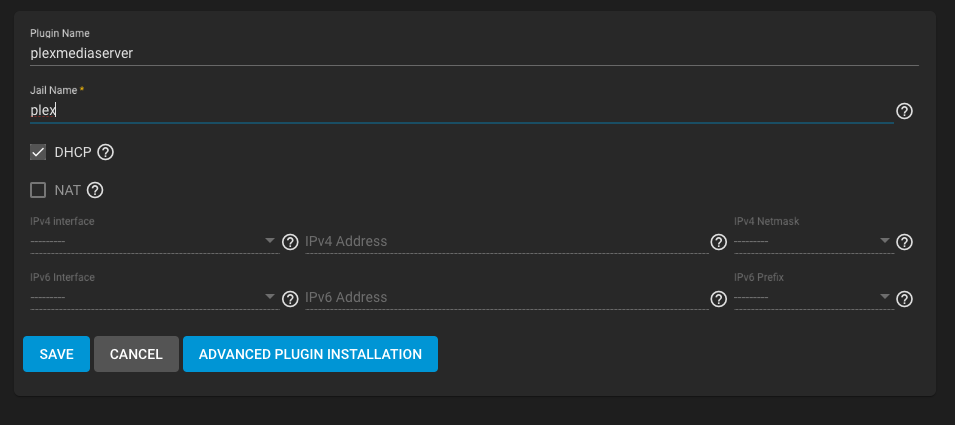 Plugin Name
plexmediaserver
Jail Name *
plex
DHCP
NAT
IPv4 interface IPv4 Netmask
--------- IPv4 Address ---------
IPv6 Interface IPv6 Prefix
--------- IPv6 Address ---------
SAVE CANCEL ADVANCED PLUGIN INSTALLATION